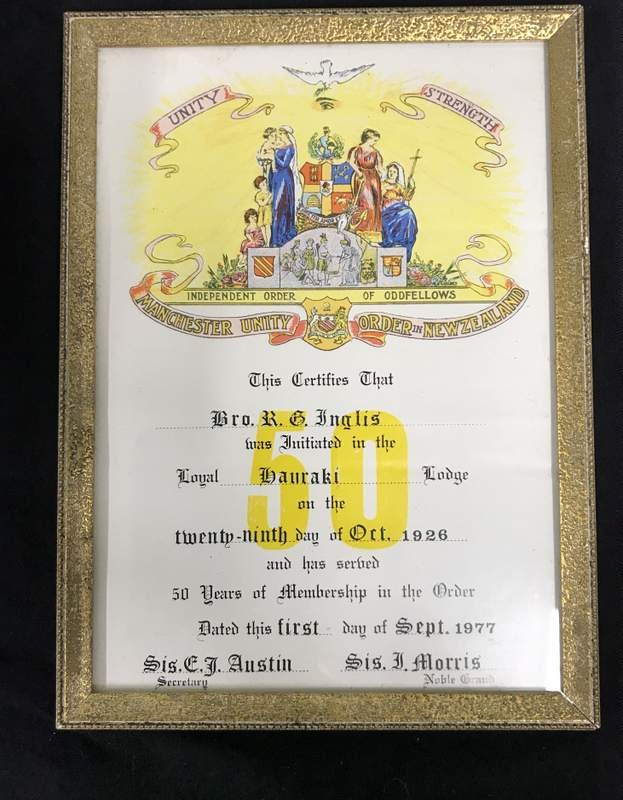 UNITY
STRENGTH
INDEPENDENT ORDER OF ODDFELLOWS
MANCHESTER UNITY ORDER IN NEW ZEALAND
This Certifies That
Bro. R. G. Inglis
50
was Initiated in the
Loyal Hauraki Lodge
on the
twenty-ninth day of Oct. 1926
and has served
50 Years of Membership in the Order
Dated this first day of Sept. 1977
Sis. E. J. Austin Sis. I. Morris
Secretary Noble Grand